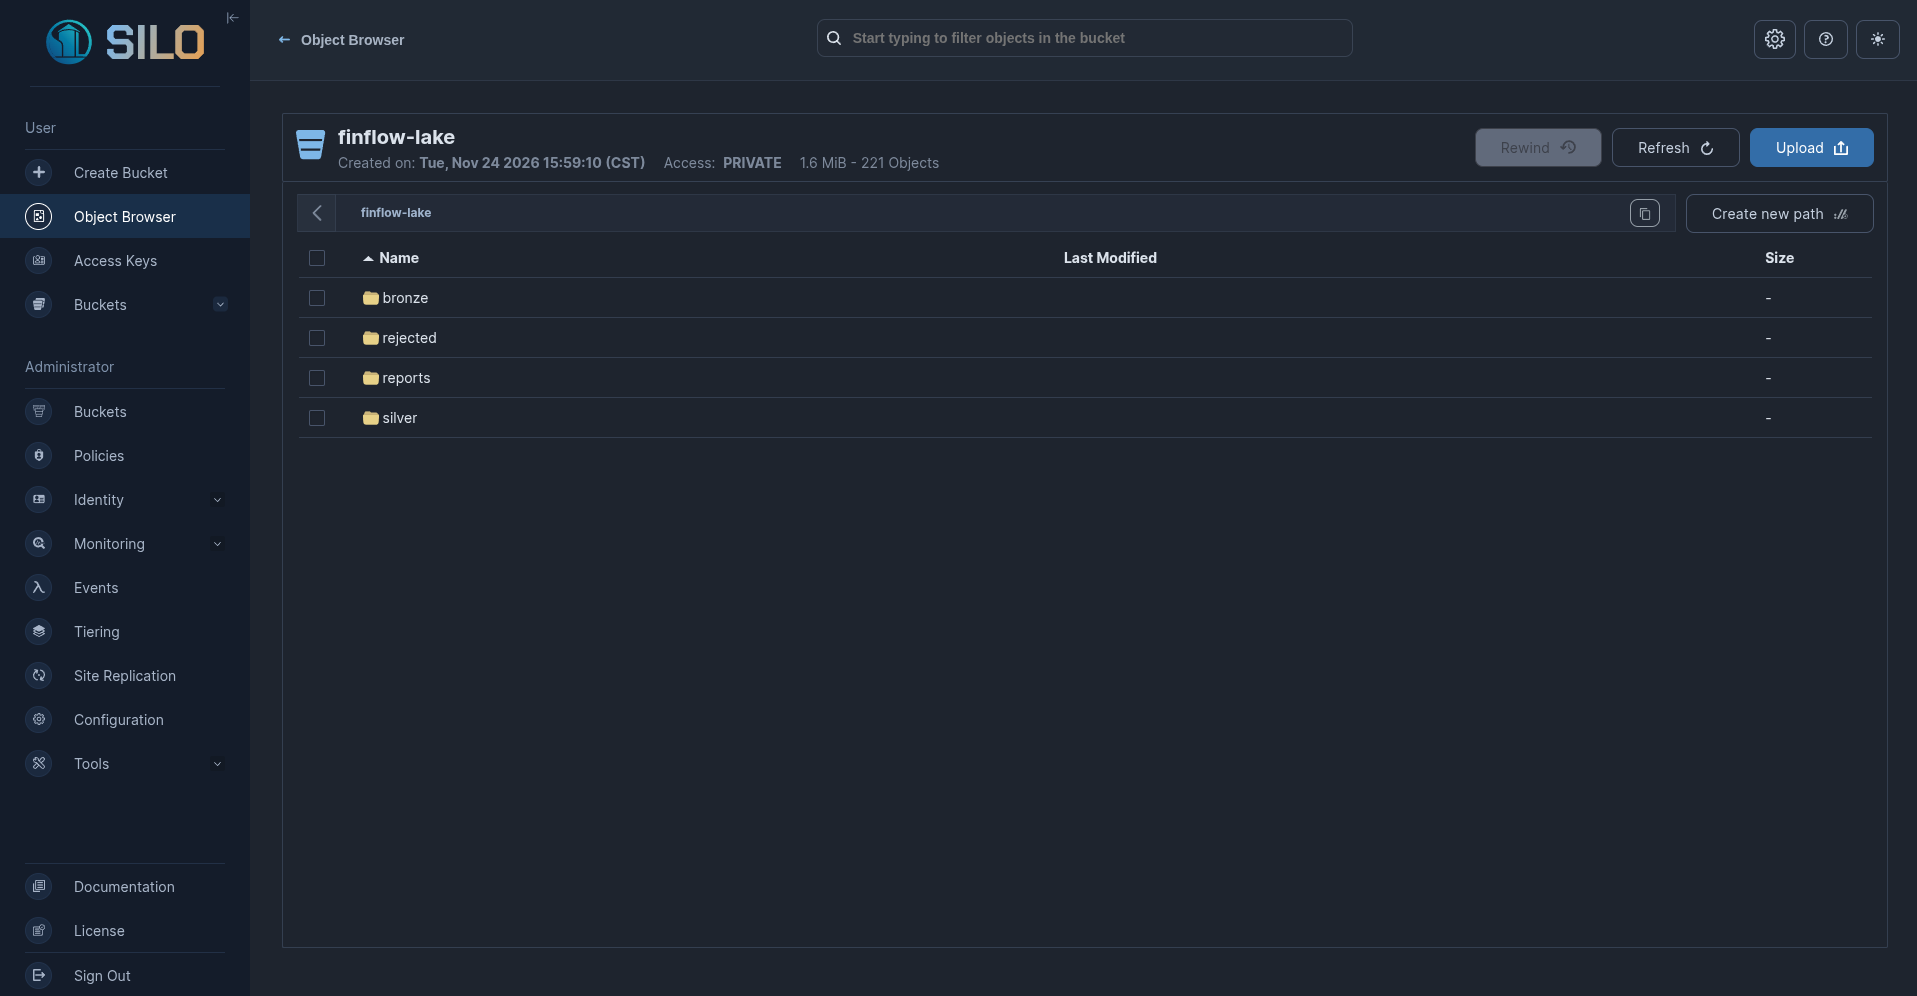 SILO
Object Browser
Start typing to filter objects in the bucket
User
Create Bucket
Object Browser
Access Keys
Buckets
Administrator
Buckets
Policies
Identity
Monitoring
Events
Tiering
Site Replication
Configuration
Tools
Documentation
License
Sign Out
finflow-lake
Created on: Tue, Nov 24 2026 15:59:10 (CST) Access: PRIVATE 1.6 MiB - 221 Objects
Rewind
Refresh
Upload
finflow-lake
Create new path
Name Last Modified Size
bronze -
rejected -
reports -
silver -